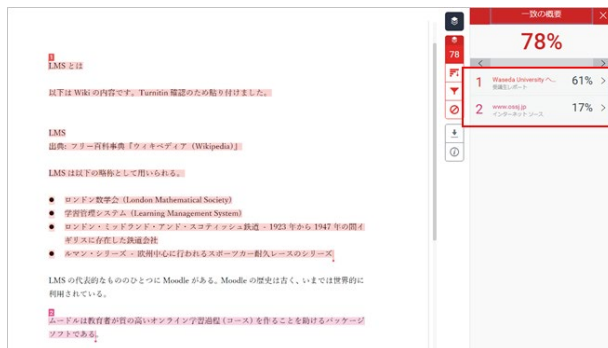 一致の概要
78%
78
1 Waseda University へ... 61%
受講生レポート
2 www.ossj.jp 17%
インターネット ソース
1
LMS とは
以下は Wiki の内容です。Turnitin 確認のため貼り付けました。
LMS
出典: フリー百科事典『ウィキペディア（Wikipedia）』
LMS は以下の略称として用いられる。
● ロンドン数学会 (London Mathematical Society)
● 学習管理システム (Learning Management System)
● ロンドン・ミッドランド・アンド・スコティッシュ鉄道 - 1923 年から 1947 年の間イ
ギリスに存在した鉄道会社
● ルマン・シリーズ - 欧州中心に行われるスポーツカー耐久レースのシリーズ
LMS の代表的なもののひとつに Moodle がある。Moodle の歴史は古く、いまでは世界的に
利用されている。
2
ムードルは教育者が質の高いオンライン学習過程 (コース) を作ることを助けるパッケージ
ソフトである。